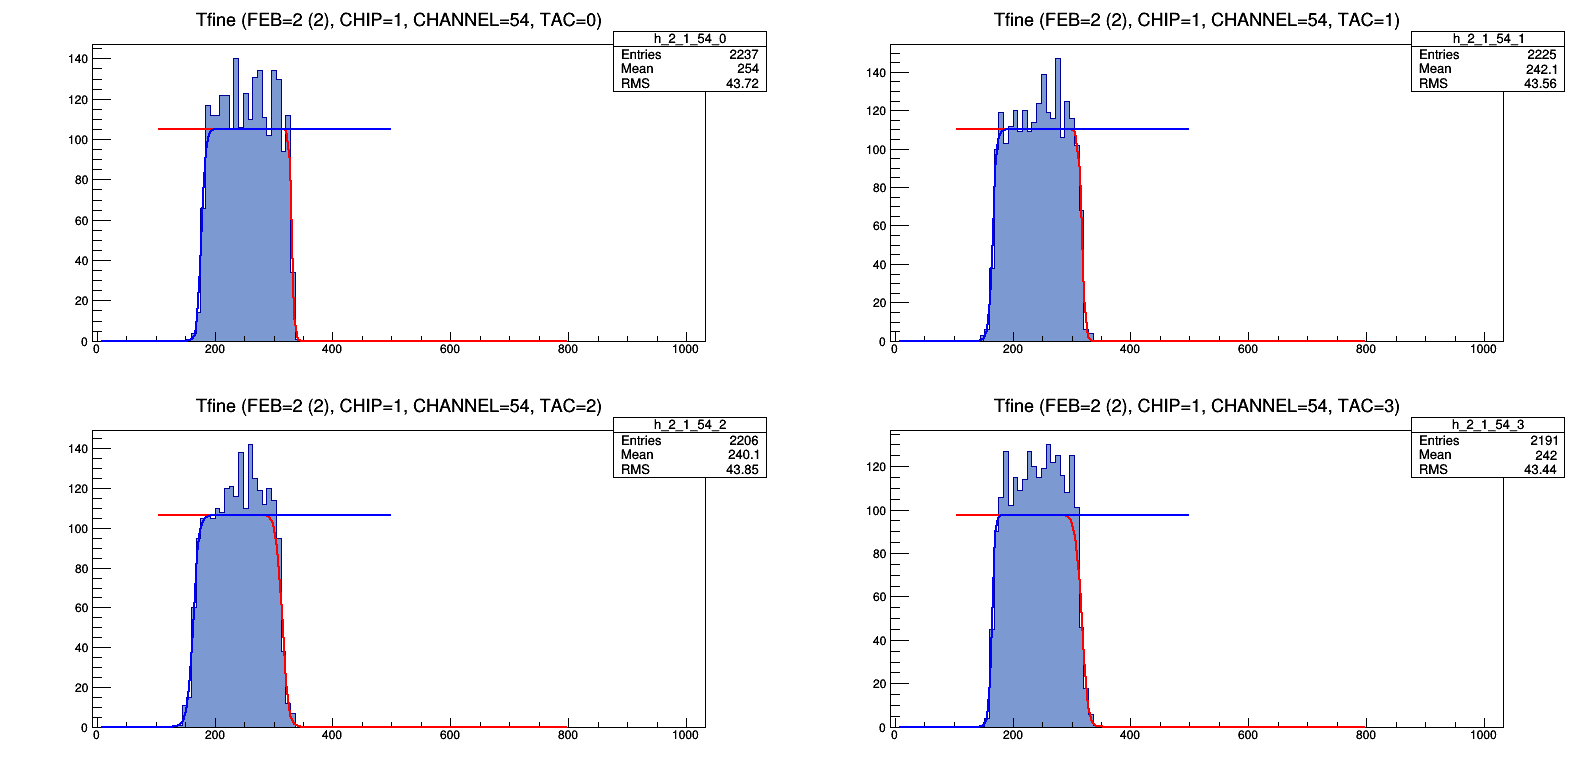 Tfine (FEB=2 (2), CHIP=1, CHANNEL=54, TAC=0)
h_2_1_54_0
Entries 2237
Mean 254
RMS 43.72
140
120
100
80
60
40
20
0
0 200 400 600 800 1000
Tfine (FEB=2 (2), CHIP=1, CHANNEL=54, TAC=1)
h_2_1_54_1
Entries 2225
Mean 242.1
RMS 43.56
140
120
100
80
60
40
20
0
0 200 400 600 800 1000
Tfine (FEB=2 (2), CHIP=1, CHANNEL=54, TAC=2)
h_2_1_54_2
Entries 2206
Mean 240.1
RMS 43.85
140
120
100
80
60
40
20
0
0 200 400 600 800 1000
Tfine (FEB=2 (2), CHIP=1, CHANNEL=54, TAC=3)
h_2_1_54_3
Entries 2191
Mean 242
RMS 43.44
120
100
80
60
40
20
0
0 200 400 600 800 1000